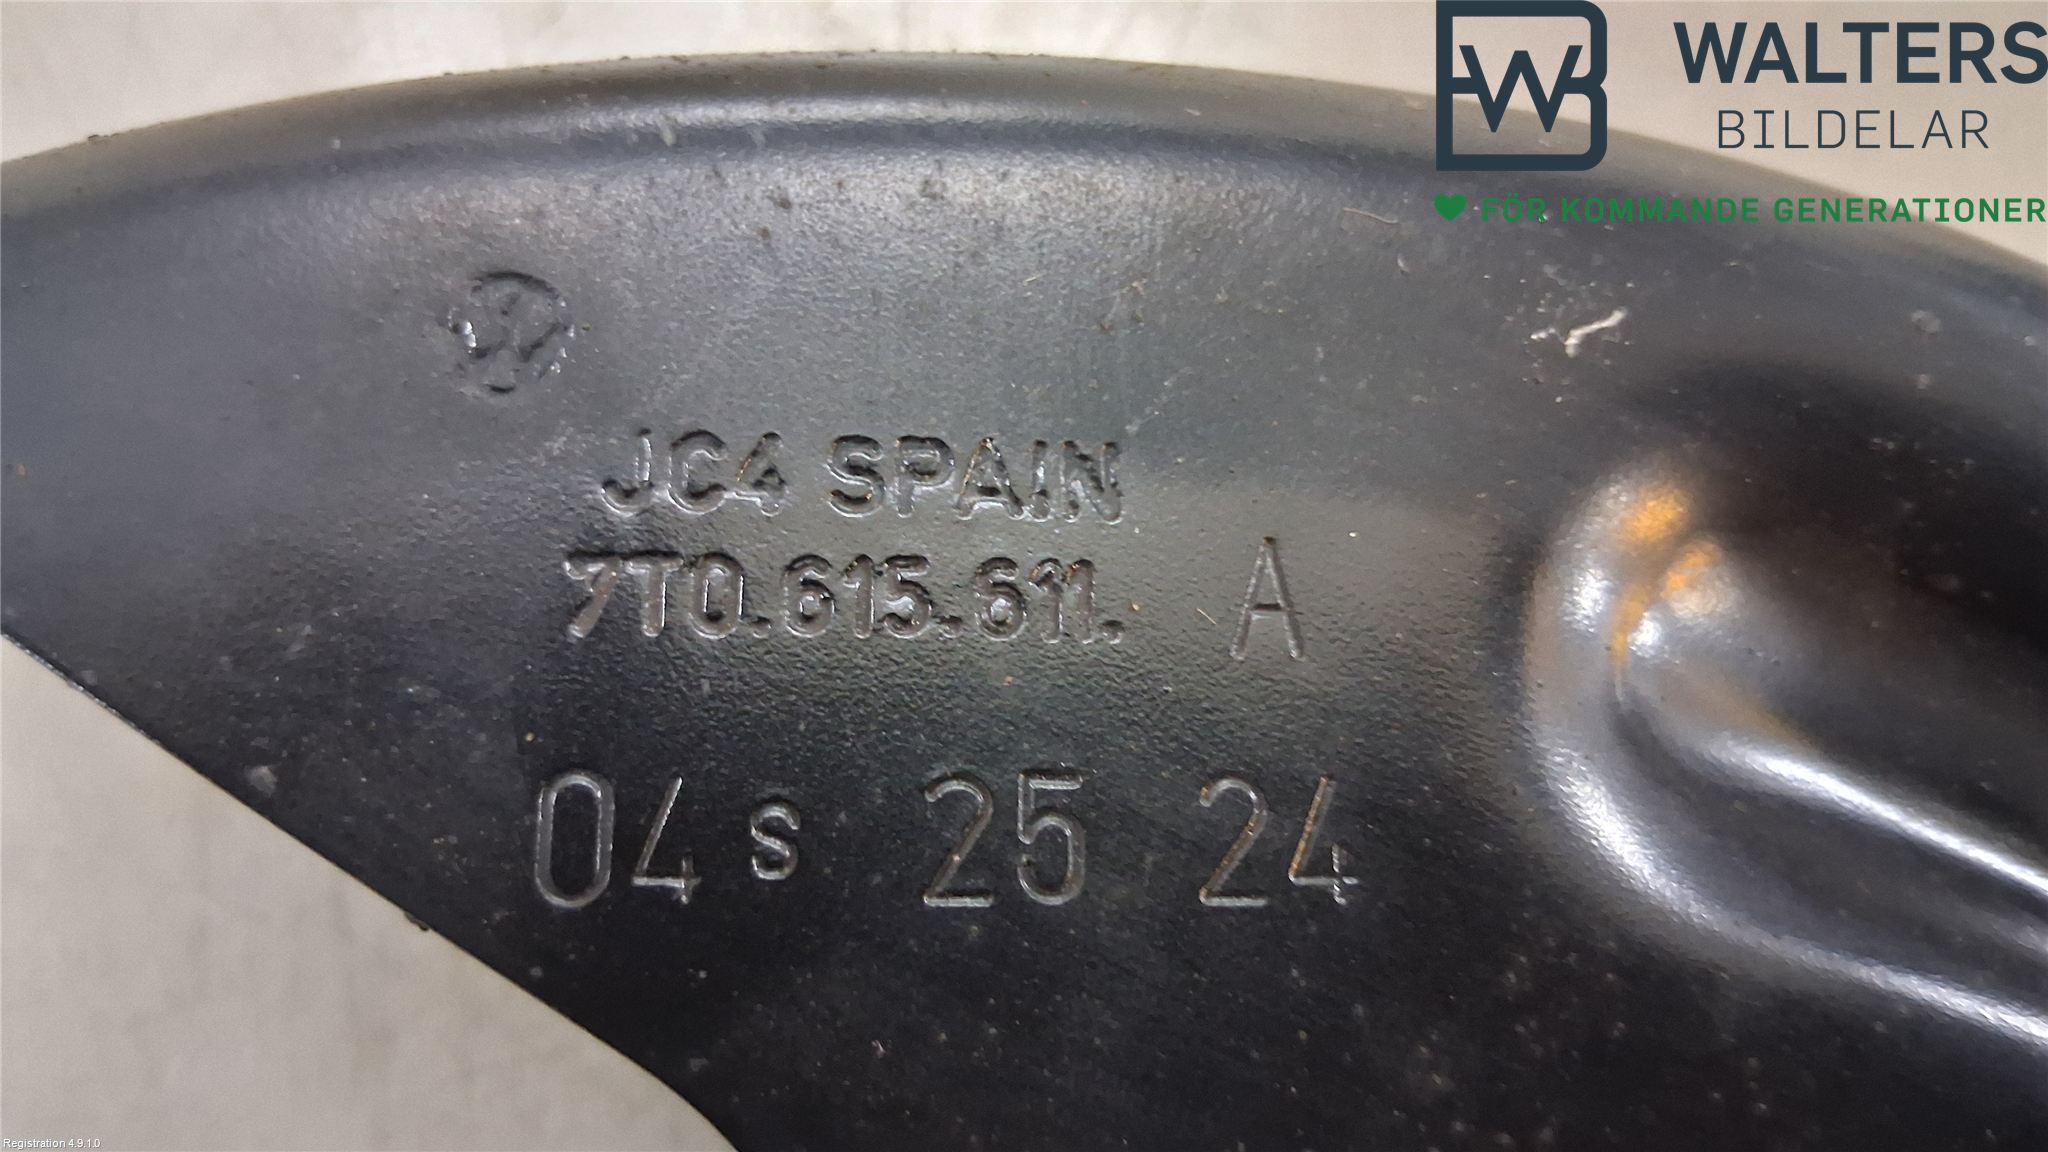 WALTERS
BILDELAR
FÖR KOMMANDE GENERATIONER
JC4 SPAIN
7T0.615.611. A
04 S 25 24
Registration 4.9.1.0